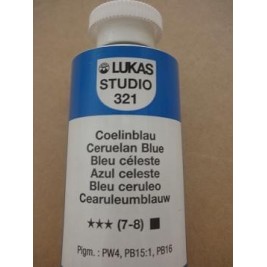 LUKAS
STUDIO
321
Coelinblau
Ceruelan Blue
Bleu céleste
Azul celeste
Bleu ceruleo
Cearuleumblauw
★★★ (7-8) ■
Pigm.: PW4, PB15:1, PB16